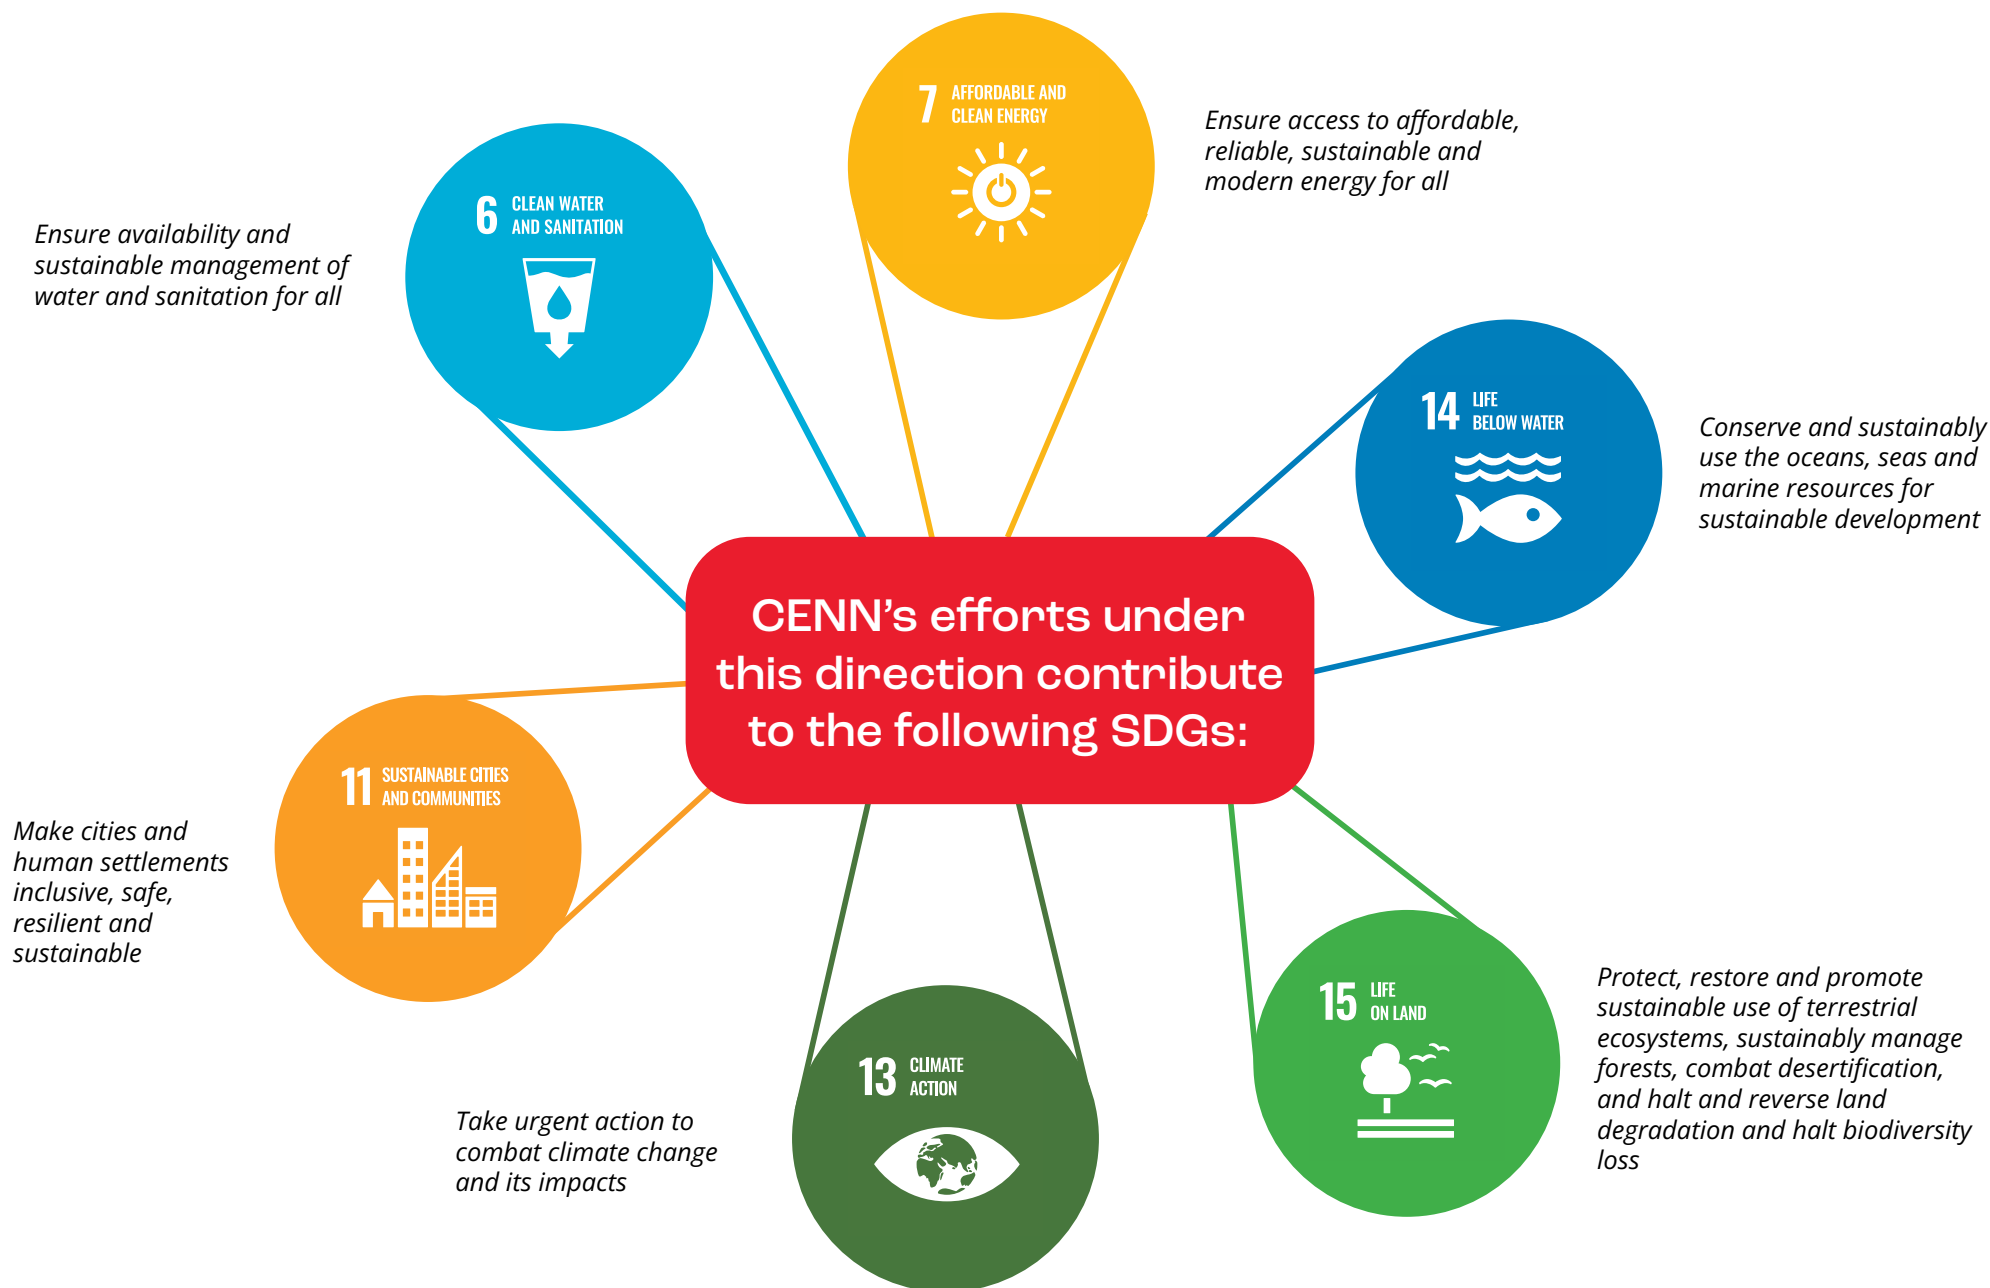 7 AFFORDABLE AND
CLEAN ENERGY
Ensure access to affordable,
reliable, sustainable and
modern energy for all
6 CLEAN WATER
AND SANITATION
Ensure availability and
sustainable management of
water and sanitation for all
14 LIFE
BELOW WATER
Conserve and sustainably
use the oceans, seas and
marine resources for
sustainable development
CENN’s efforts under
this direction contribute
to the following SDGs:
11 SUSTAINABLE CITIES
AND COMMUNITIES
Make cities and
human settlements
inclusive, safe,
resilient and
sustainable
13 CLIMATE
ACTION
Take urgent action to
combat climate change
and its impacts
15 LIFE
ON LAND
Protect, restore and promote
sustainable use of terrestrial
ecosystems, sustainably manage
forests, combat desertification,
and halt and reverse land
degradation and halt biodiversity
loss